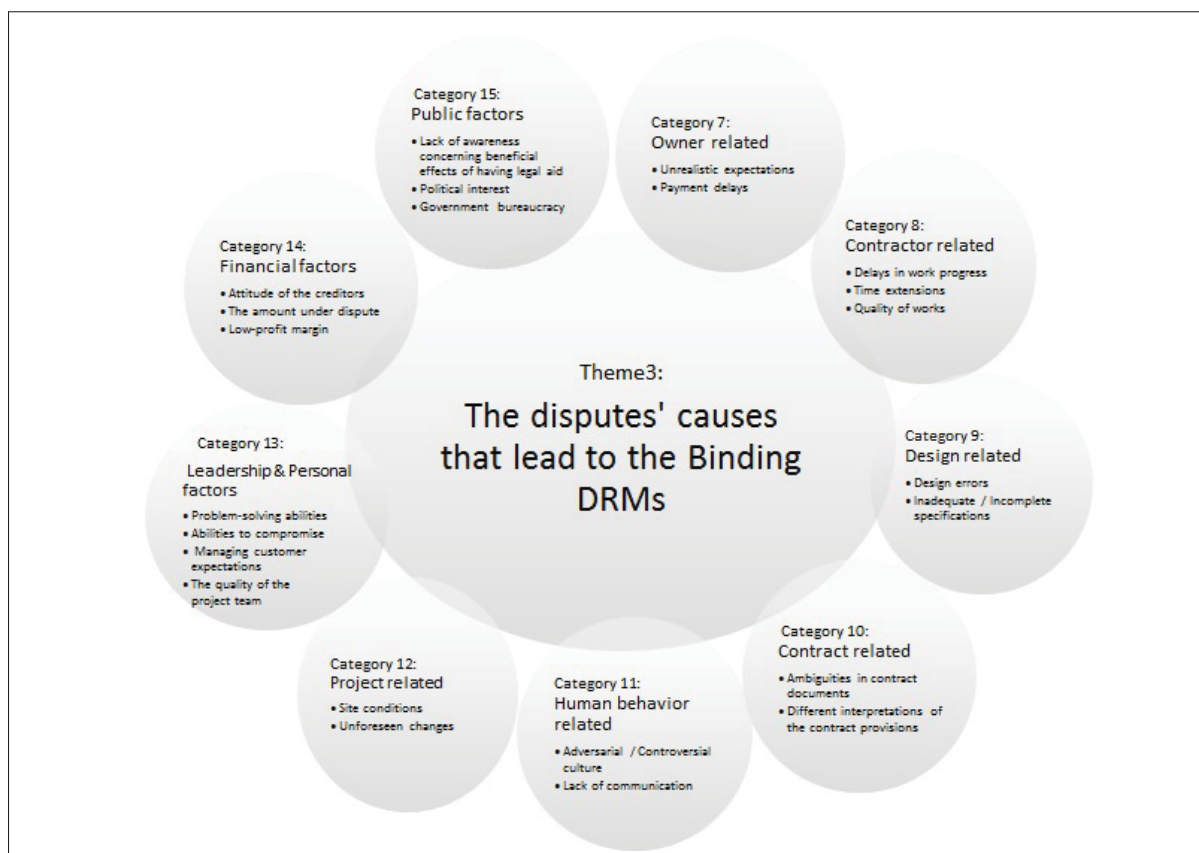 Category 15:
Public factors
• Lack of awareness
concerning beneficial
effects of having legal aid
• Political interest
• Government bureaucracy
Category 7:
Owner related
• Unrealistic expectations
• Payment delays
Category 8:
Contractor related
• Delays in work progress
• Time extensions
• Quality of works
Category 14:
Financial factors
• Attitude of the creditors
• The amount under dispute
• Low-profit margin
Theme3:
The disputes' causes
that lead to the Binding
DRMs
Category 9:
Design related
• Design errors
• Inadequate / Incomplete
specifications
Category 13:
Leadership & Personal
factors
• Problem-solving abilities
• Abilities to compromise
• Managing customer
expectations
• The quality of the
project team
Category 10:
Contract related
• Ambiguities in contract
documents
• Different interpretations of
the contract provisions
Category 12:
Project related
• Site conditions
• Unforeseen changes
Category 11:
Human behavior
related
• Adversarial / Controversial
culture
• Lack of communication